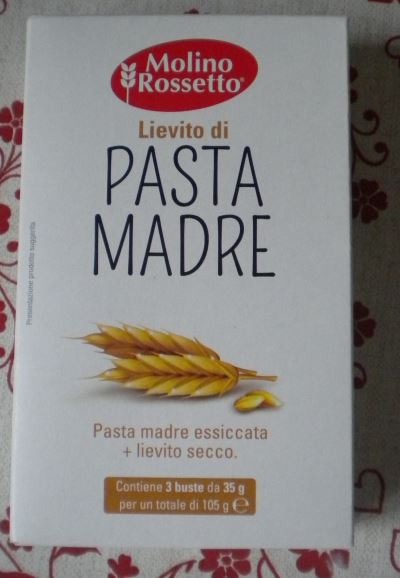 Molino
Rossetto®
Lievito di
PASTA
MADRE
Presentazione prodotto suggerita
Pasta madre essiccata
+ lievito secco.
Contiene 3 buste da 35 g
per un totale di 105 g ℮